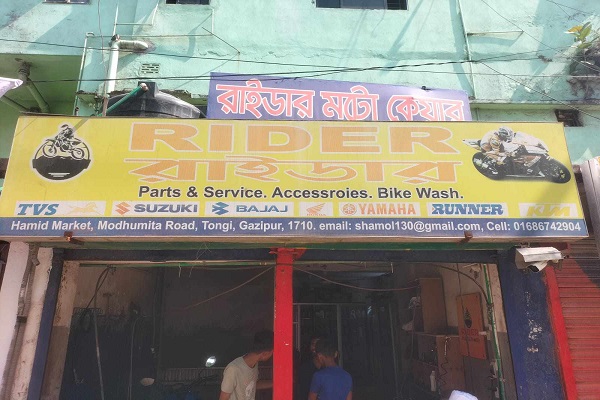 রাইডার মটো কেয়ার
RIDER
রাইডার
Parts & Service. Accessroies. Bike Wash.
TVS SUZUKI BAJAJ YAMAHA RUNNER KTM
Hamid Market, Modhumita Road, Tongi, Gazipur, 1710. email: shamol130@gmail.com, Cell: 01686742904